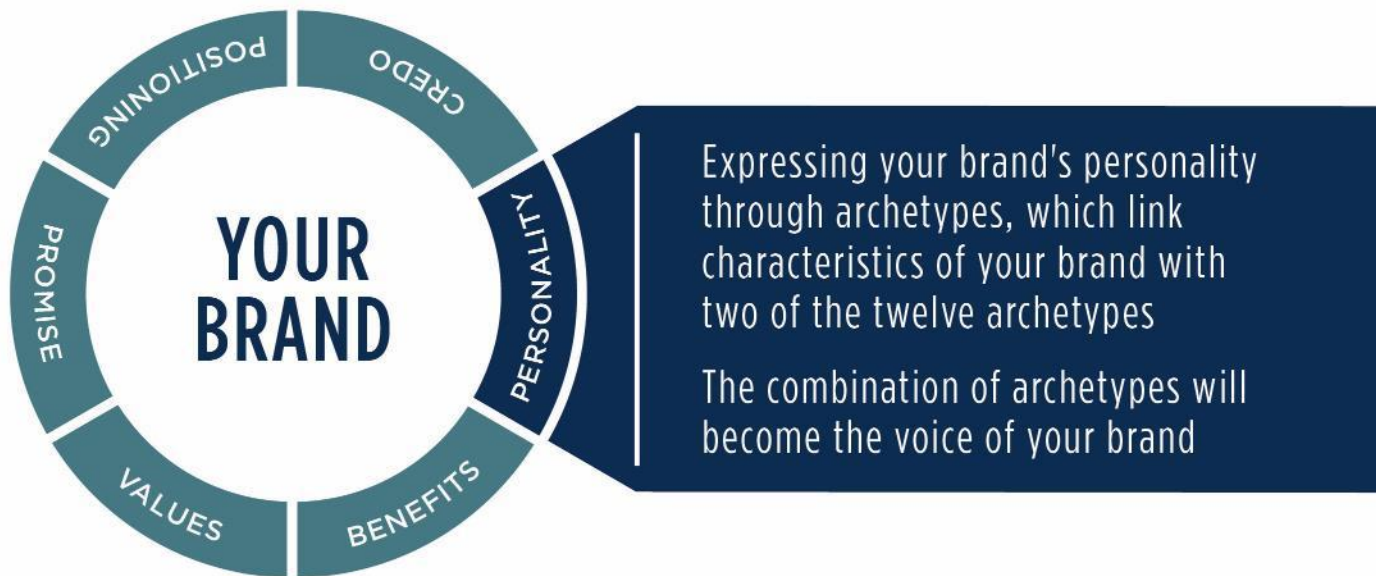 POSITIONING
CREDO
PROMISE
YOUR
BRAND
PERSONALITY
VALUES
BENEFITS
Expressing your brand's personality
through archetypes, which link
characteristics of your brand with
two of the twelve archetypes
The combination of archetypes will
become the voice of your brand